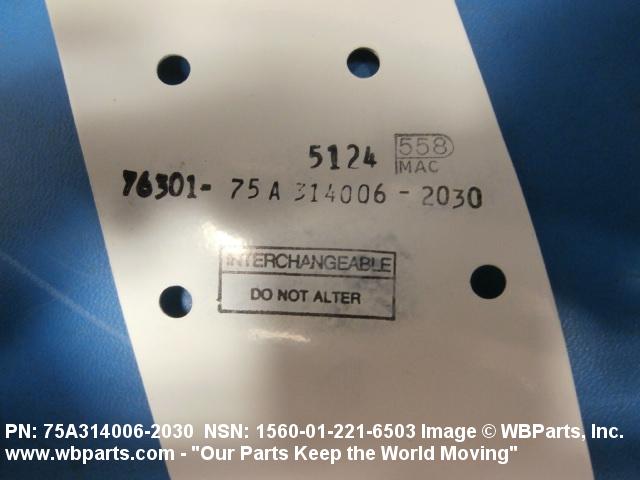 5124 558
MAC
76301- 75A 314006-2030
INTERCHANGEABLE
DO NOT ALTER
PN: 75A314006-2030 NSN: 1560-01-221-6503 Image © WBParts, Inc.
www.wbparts.com - "Our Parts Keep the World Moving"